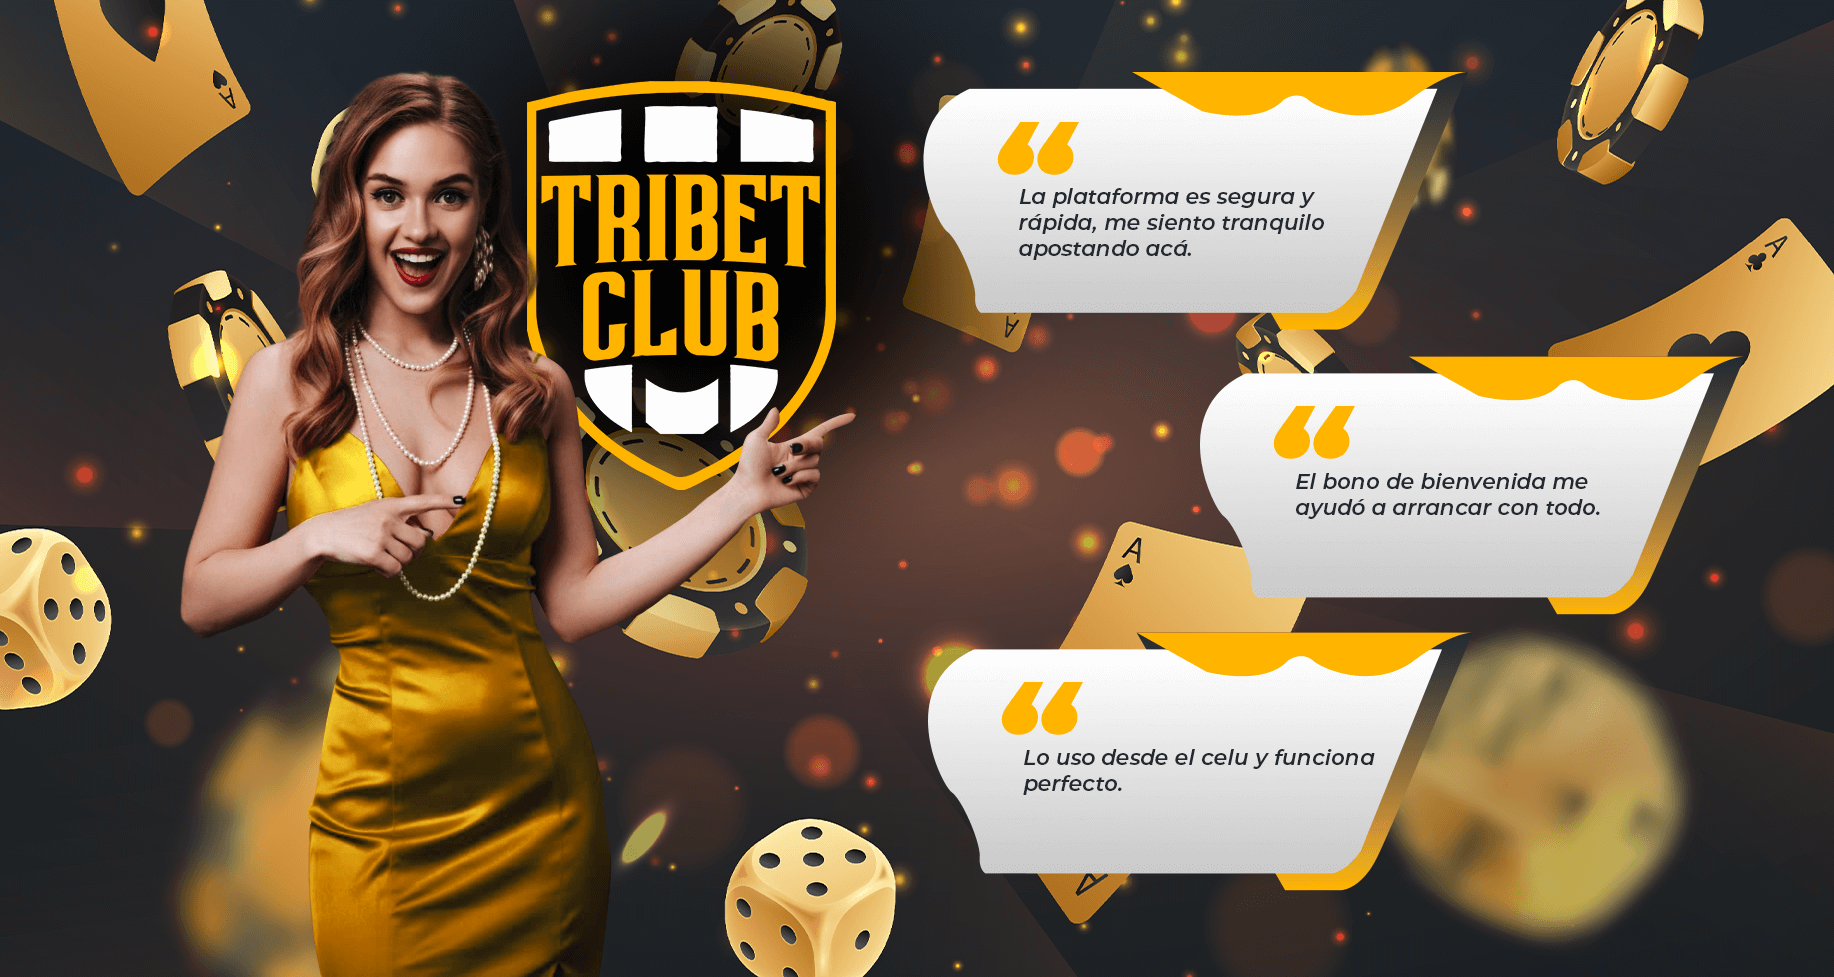 TRIBET
CLUB
La plataforma es segura y
rápida, me siento tranquilo
apostando acá.
El bono de bienvenida me
ayudó a arrancar con todo.
Lo uso desde el celu y funciona
perfecto.
A
A
A
A
A